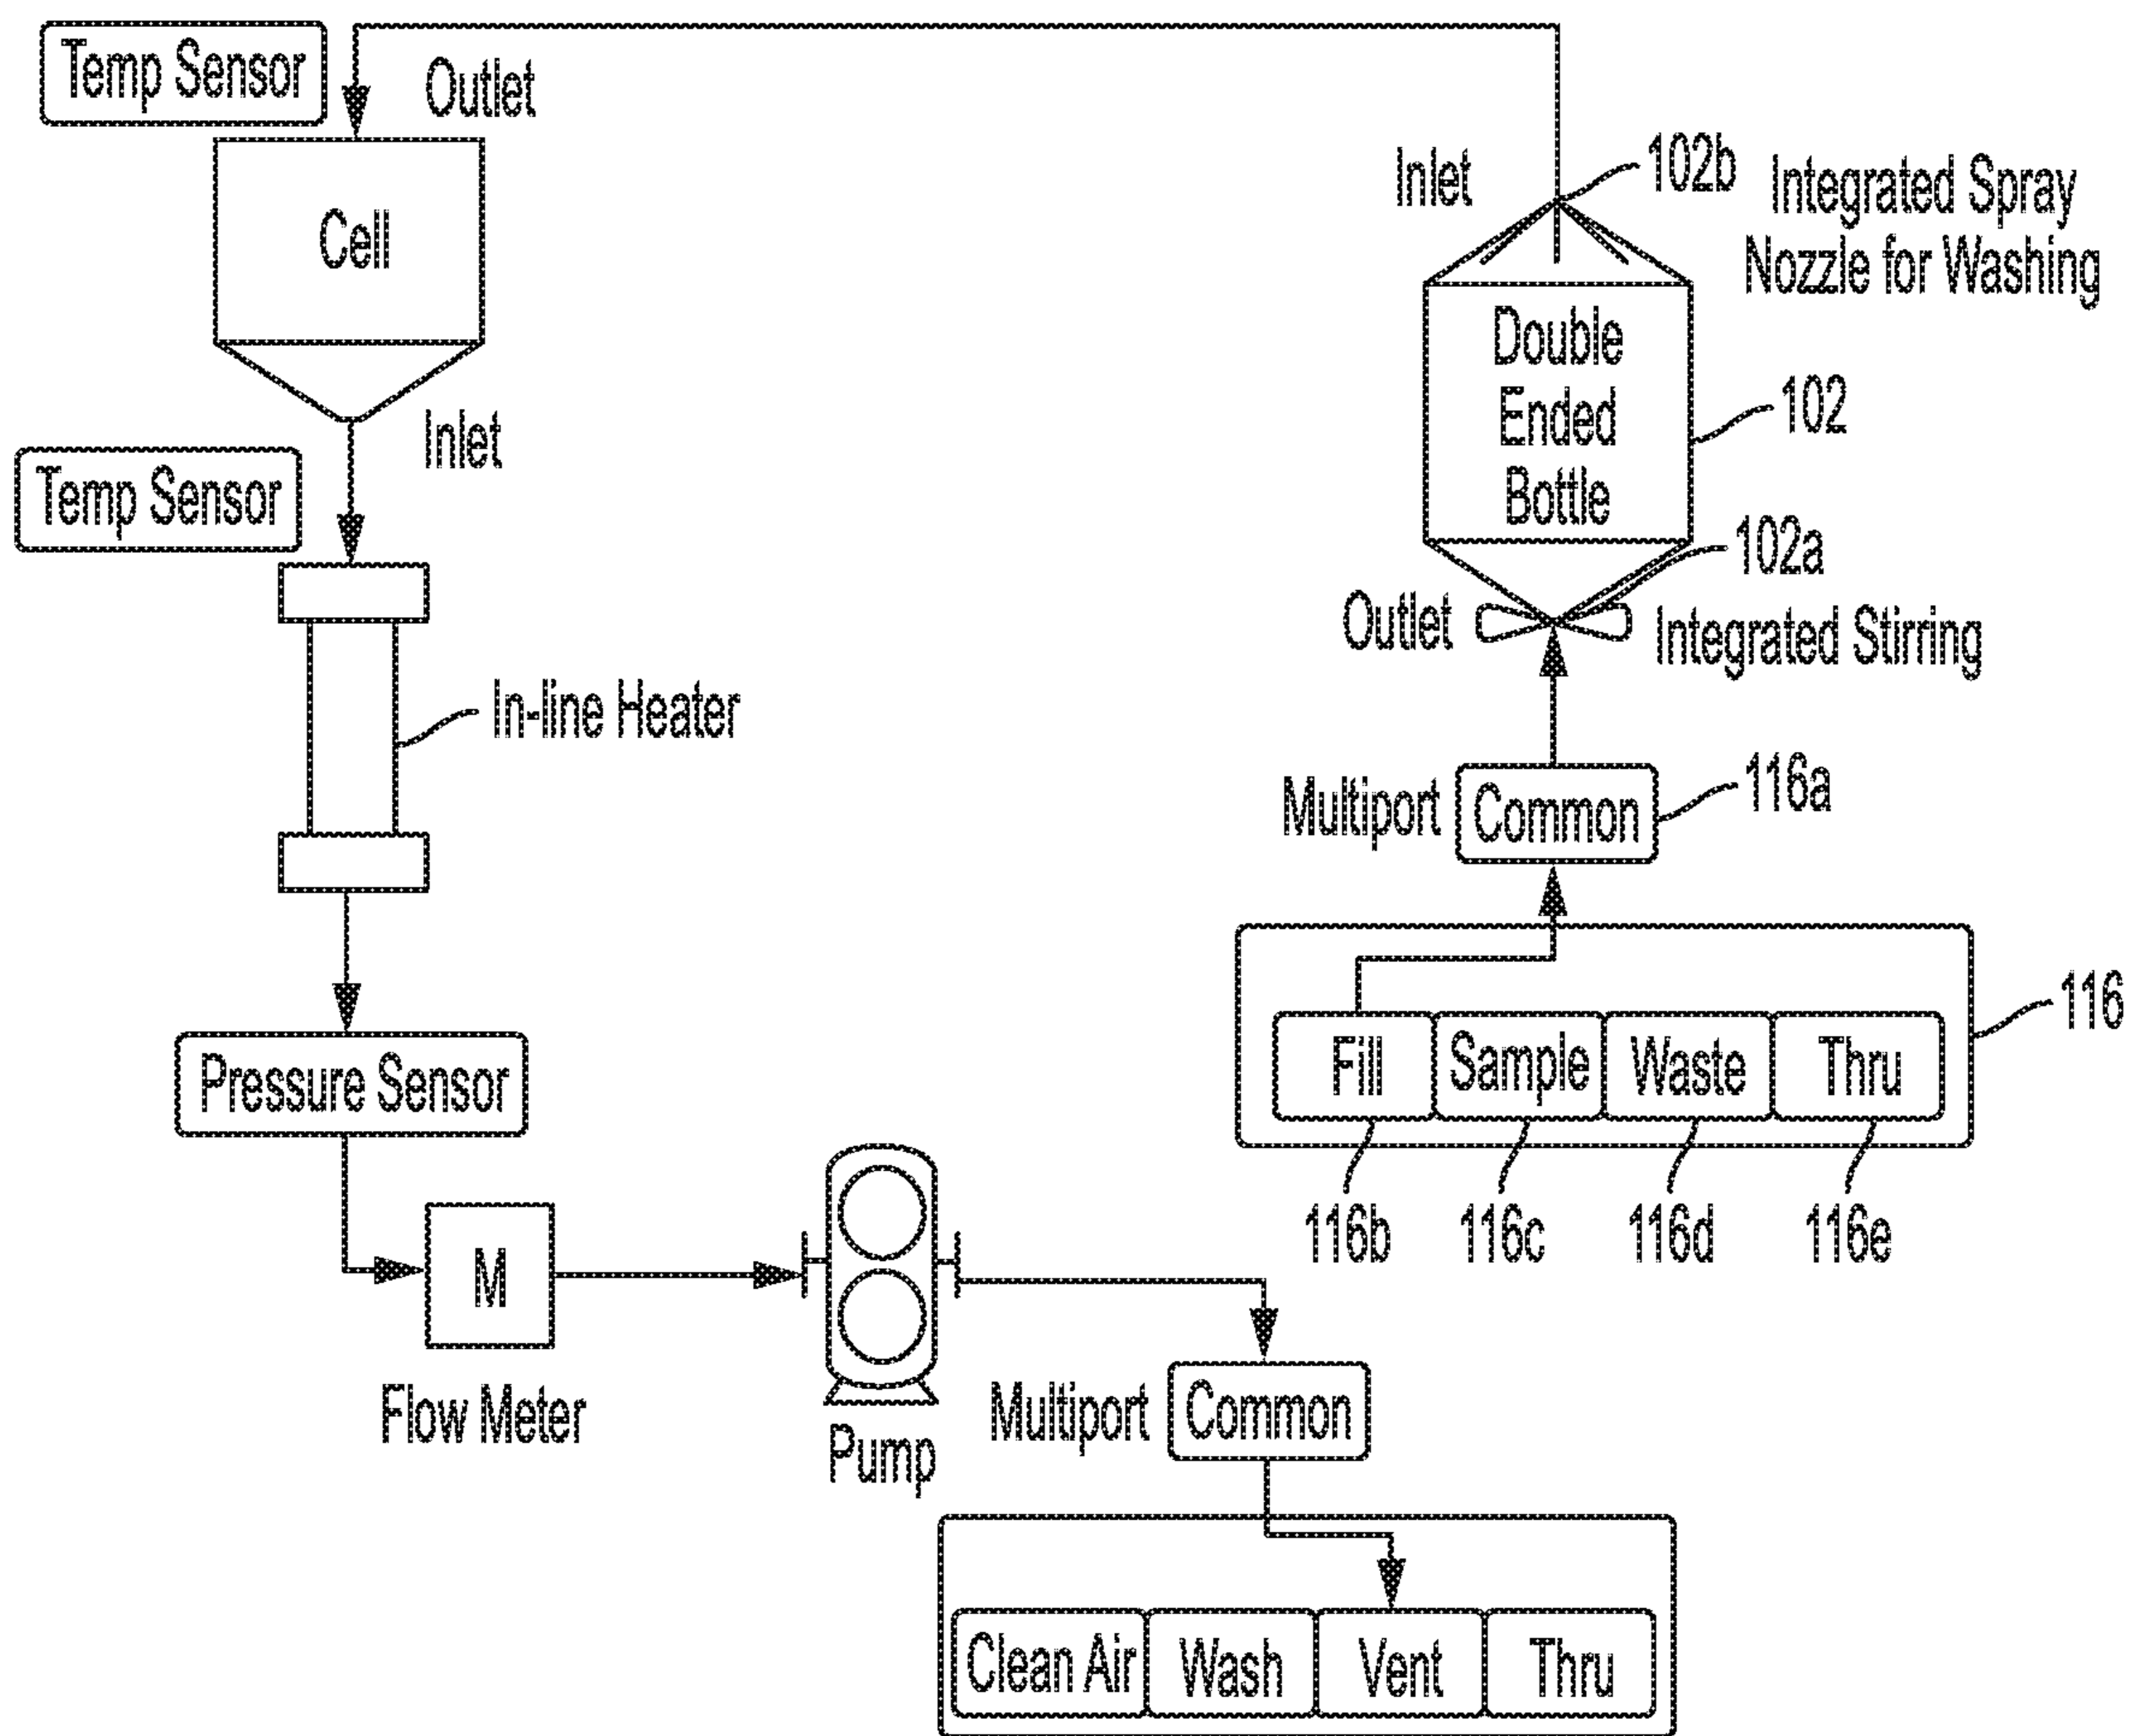 Temp Sensor
Outlet
Cell
Inlet
Temp Sensor
In-line Heater
Pressure Sensor
M
Flow Meter
Pump
Multiport
Common
Clean Air
Wash
Vent
Thru
Inlet
102b
Integrated Spray
Nozzle for Washing
Double
Ended
Bottle
102
102a
Outlet
Integrated Stirring
Multiport
Common
116a
116
Fill
Sample
Waste
Thru
116b
116c
116d
116e